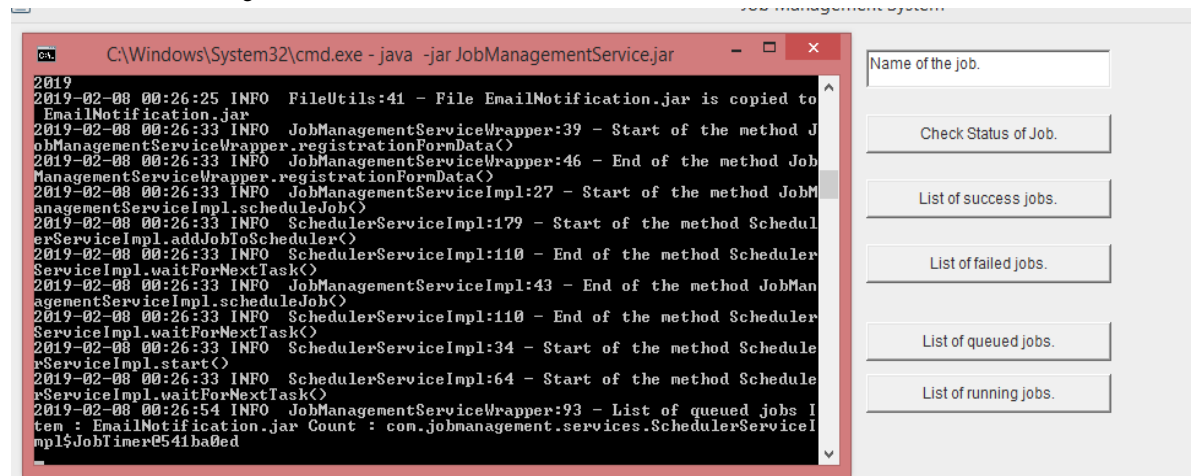 Job Management System
C:\Windows\System32\cmd.exe - java -jar JobManagementService.jar
2019
2019-02-08 00:26:25 INFO FileUtils:41 - File EmailNotification.jar is copied to
EmailNotification.jar
2019-02-08 00:26:33 INFO JobManagementServiceWrapper:39 - Start of the method J
obManagementServiceWrapper.registrationFormData()
2019-02-08 00:26:33 INFO JobManagementServiceWrapper:46 - End of the method Job
ManagementServiceWrapper.registrationFormData()
2019-02-08 00:26:33 INFO JobManagementServiceImpl:27 - Start of the method JobM
anagementServiceImpl.scheduleJob()
2019-02-08 00:26:33 INFO SchedulerServiceImpl:179 - Start of the method Schedul
erServiceImpl.addJobToScheduler()
2019-02-08 00:26:33 INFO SchedulerServiceImpl:110 - End of the method Scheduler
ServiceImpl.waitForNextTask()
2019-02-08 00:26:33 INFO JobManagementServiceImpl:43 - End of the method JobMan
agementServiceImpl.scheduleJob()
2019-02-08 00:26:33 INFO SchedulerServiceImpl:110 - End of the method Scheduler
ServiceImpl.waitForNextTask()
2019-02-08 00:26:33 INFO SchedulerServiceImpl:34 - Start of the method Schedule
rServiceImpl.start()
2019-02-08 00:26:33 INFO SchedulerServiceImpl:64 - Start of the method Schedule
rServiceImpl.waitForNextTask()
2019-02-08 00:26:54 INFO JobManagementServiceWrapper:93 - List of queued jobs I
tem : EmailNotification.jar Count : com.jobmanagement.services.SchedulerServiceI
mpl$JobTimer@541ba0ed
Name of the job.
Check Status of Job.
List of success jobs.
List of failed jobs.
List of queued jobs.
List of running jobs.